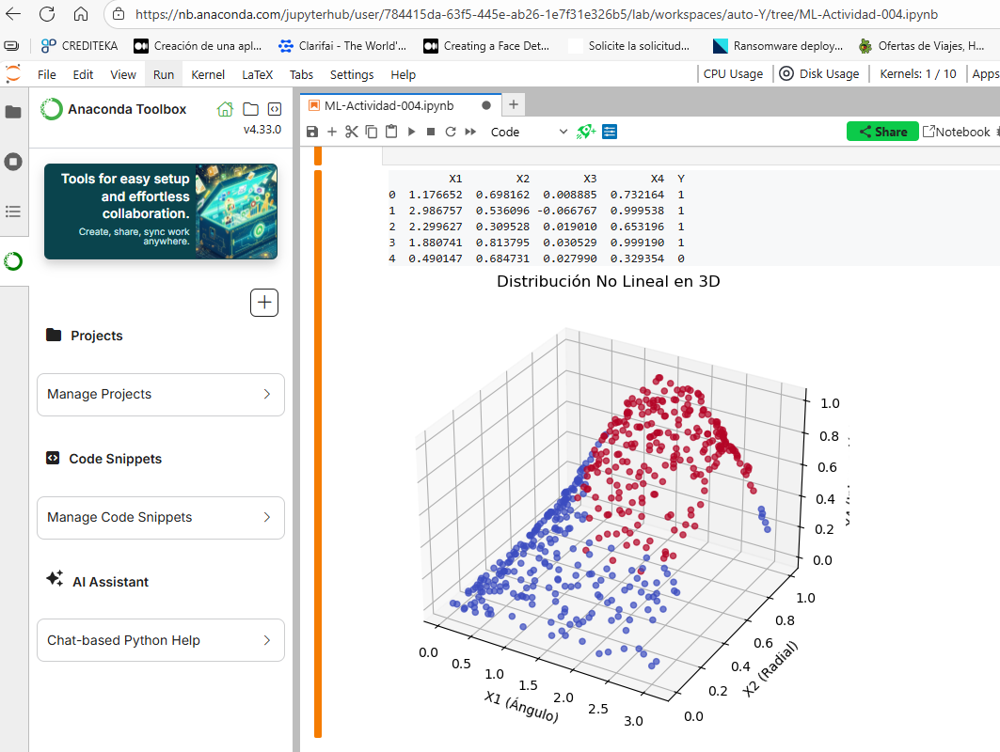 https://nb.anaconda.com/jupyterhub/user/784415da-63f5-445e-ab26-1e7f31e326b5/lab/workspaces/auto-Y/tree/ML-Actividad-004.ipynb
CREDITEKA
Creación de una apl...
Clarifai - The World'...
Creating a Face Det...
Solicite la solicitud...
Ransomware deploy...
Ofertas de Viajes, H...
File Edit View Run Kernel LaTeX Tabs Settings Help
CPU Usage
Disk Usage
Kernels: 1 / 10
Apps
Anaconda Toolbox
v4.33.0
Tools for easy setup
and effortless
collaboration.
Create, share, sync work
anywhere.
Projects
Manage Projects
Code Snippets
Manage Code Snippets
AI Assistant
Chat-based Python Help
ML-Actividad-004.ipynb
Code
Share
Notebook
X1 X2 X3 X4 Y
0 1.176652 0.698162 0.008885 0.732164 1
1 2.986757 0.536096 -0.066767 0.999538 1
2 2.299627 0.309528 0.019010 0.653196 1
3 1.880741 0.813795 0.030529 0.999190 1
4 0.490147 0.684731 0.027990 0.329354 0
Distribución No Lineal en 3D
1.0
0.8
0.6
0.4
0.2
0.0
1.0
0.8
0.6
0.4
0.2
0.0
X2 (Radial)
0.0
0.5
1.0
1.5
2.0
2.5
3.0
X1 (Ángulo)